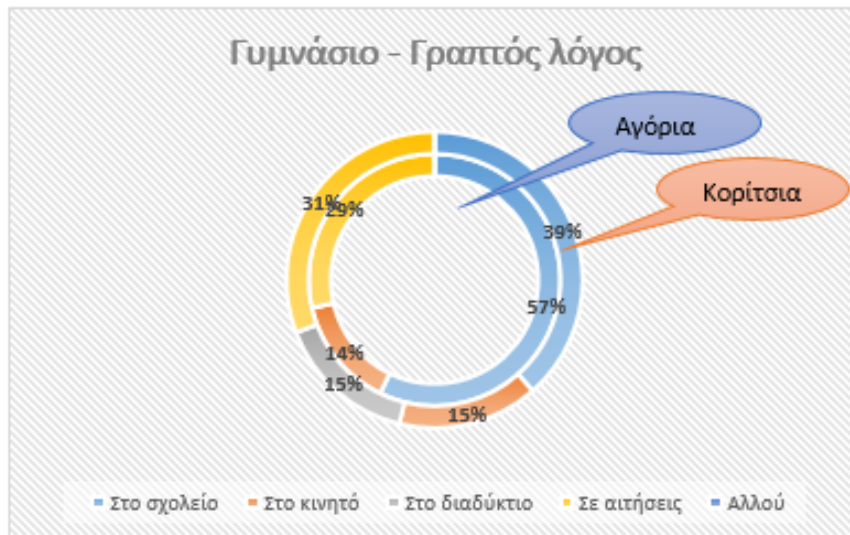 Γυμνάσιο - Γραπτός λόγος
Αγόρια
Κορίτσια
31%
29%
39%
57%
14%
15%
15%
Στο σχολείο
Στο κινητό
Στο διαδύκτιο
Σε αιτήσεις
Αλλού